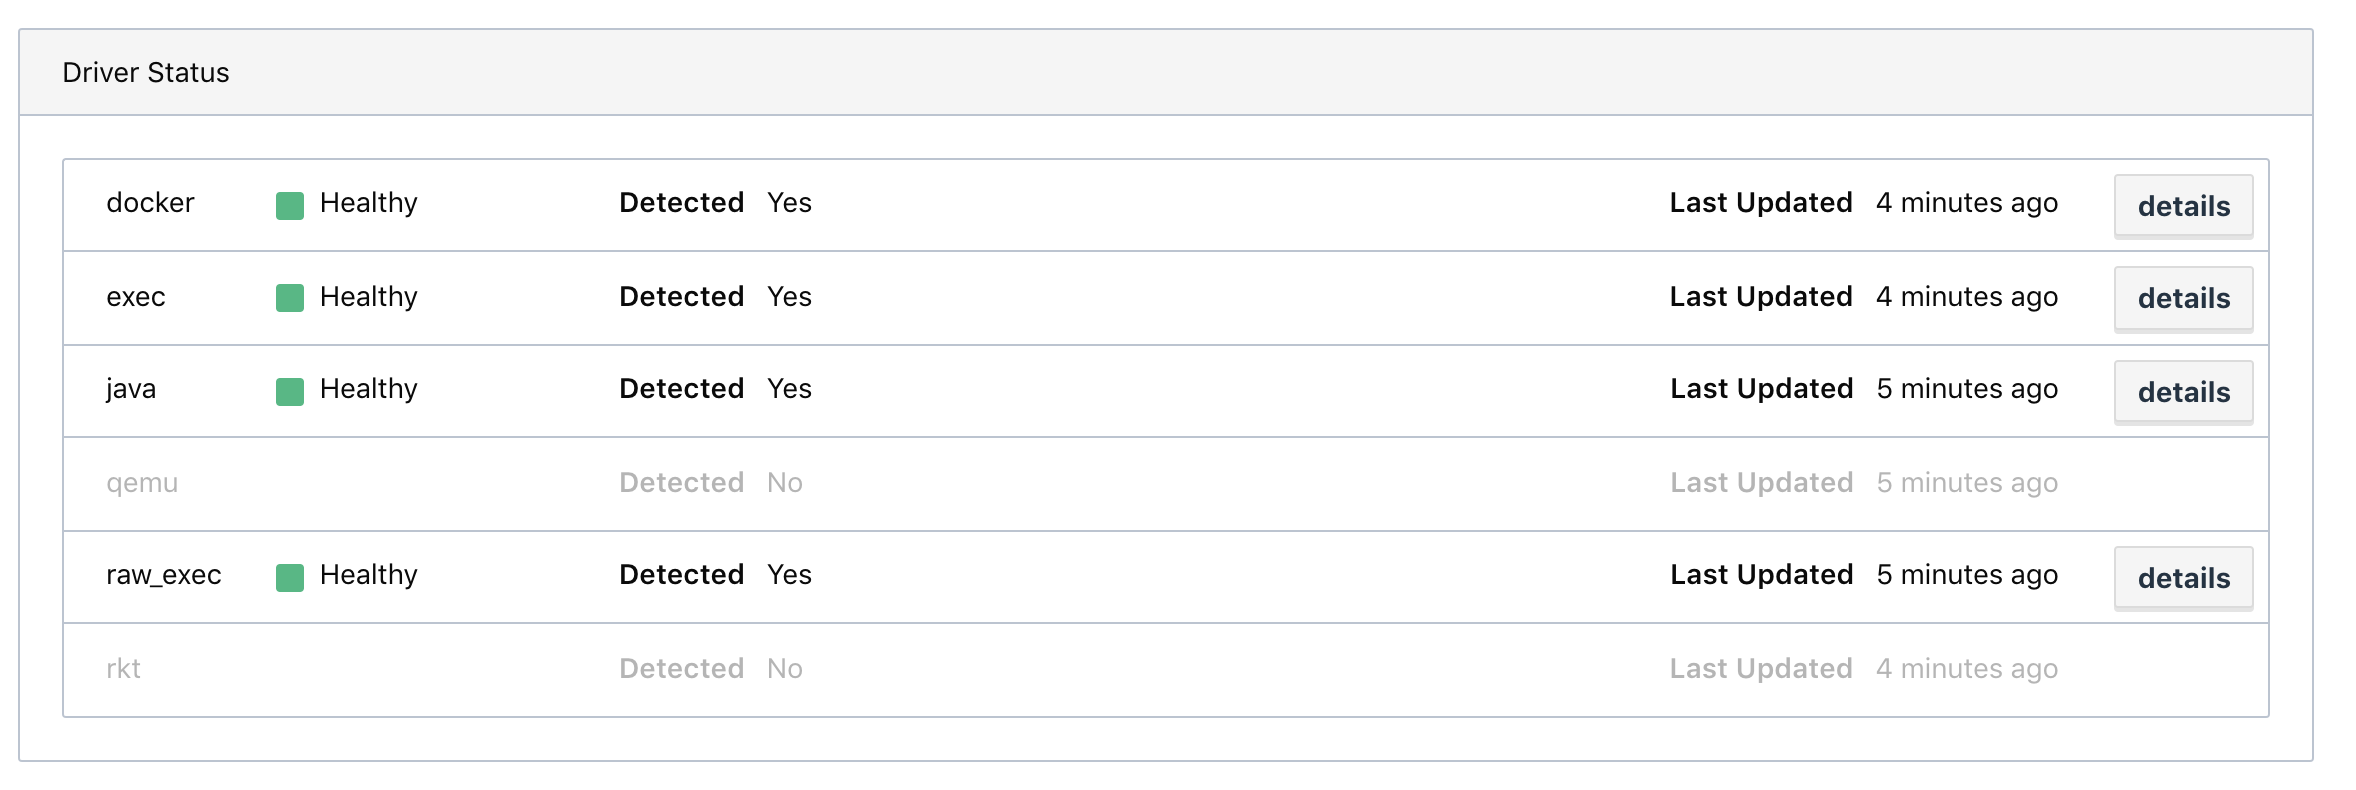 Driver Status
docker Healthy Detected Yes Last Updated 4 minutes ago details
exec Healthy Detected Yes Last Updated 4 minutes ago details
java Healthy Detected Yes Last Updated 5 minutes ago details
qemu Detected No Last Updated 5 minutes ago
raw_exec Healthy Detected Yes Last Updated 5 minutes ago details
rkt Detected No Last Updated 4 minutes ago